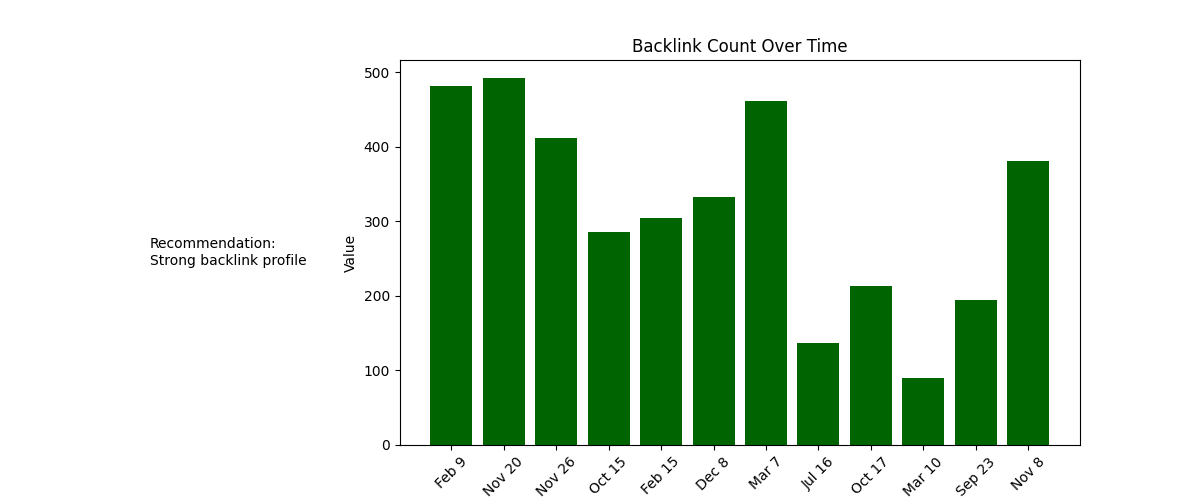 Backlink Count Over Time
Recommendation:
Strong backlink profile
Value
500
400
300
200
100
0
Feb 9
Nov 20
Nov 26
Oct 15
Feb 15
Dec 8
Mar 7
Jul 16
Oct 17
Mar 10
Sep 23
Nov 8